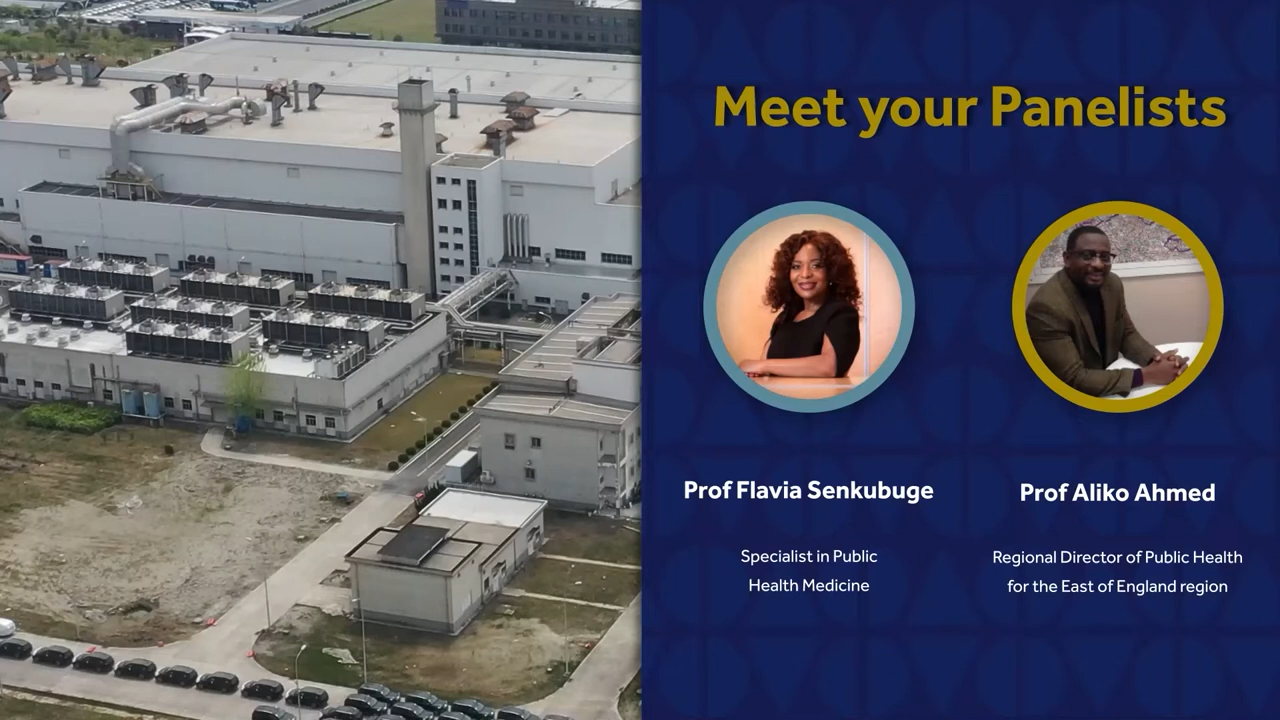 Meet your Panelists
Prof Flavia Senkubuge
Specialist in Public
Health Medicine
Prof Aliko Ahmed
Regional Director of Public Health
for the East of England region